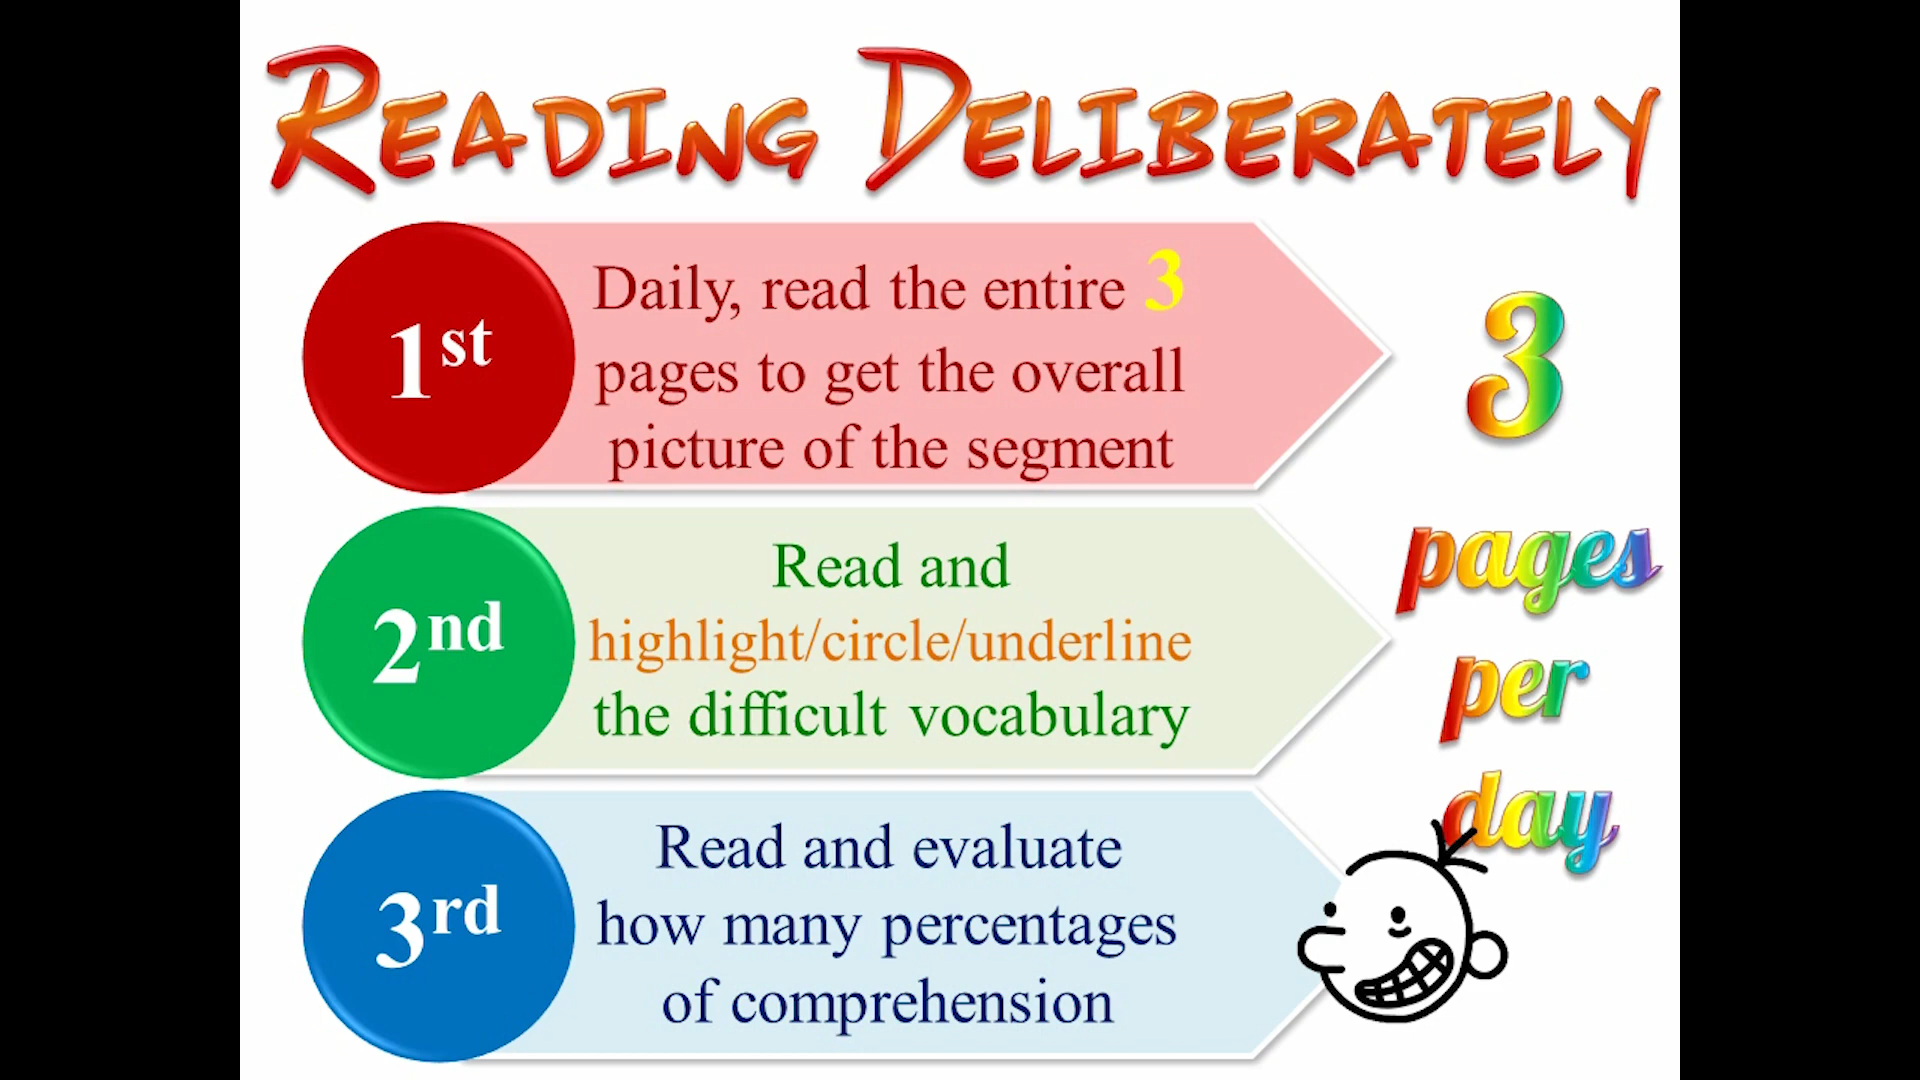 READING DELIBERATELY
1st
Daily, read the entire 3
pages to get the overall
picture of the segment
2nd
Read and
highlight/circle/underline
the difficult vocabulary
3rd
Read and evaluate
how many percentages
of comprehension
3
pages
per
day